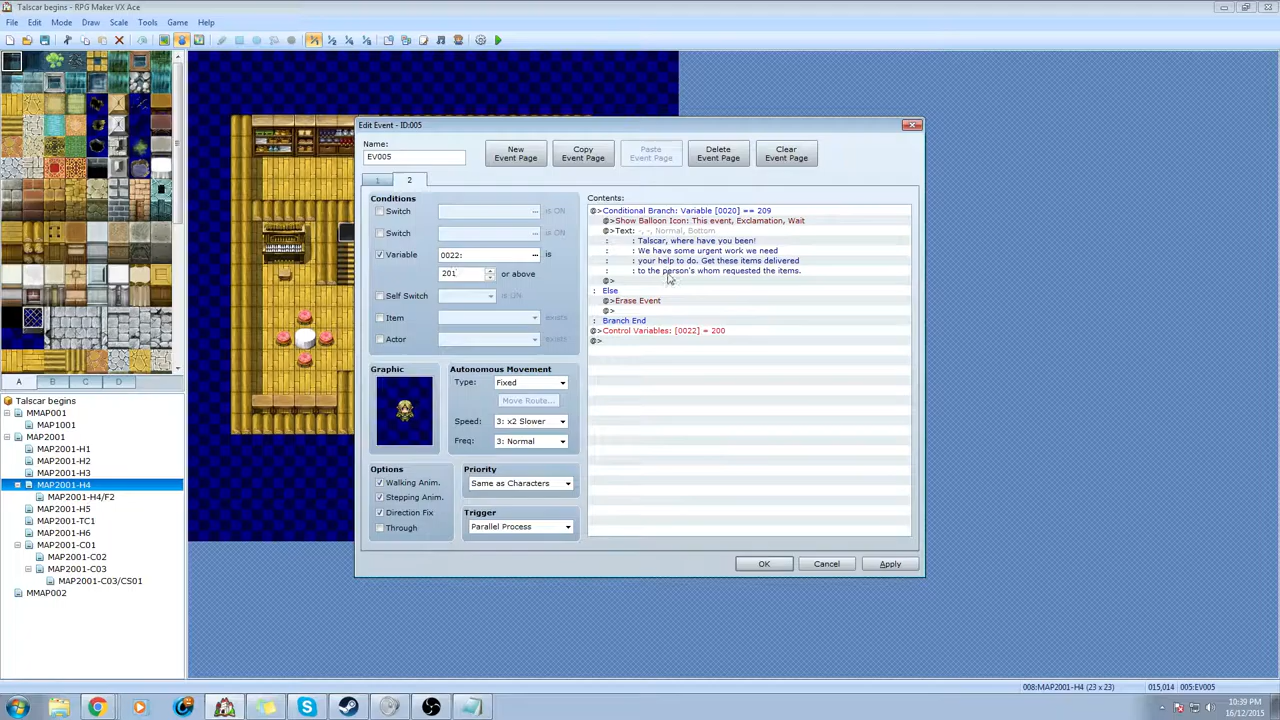 Talscar begins - RPG Maker VX Ace
File Edit Mode Draw Scale Tools Game Help
Edit Event - ID:005
Name:
EV005
New Event Page
Copy Event Page
Paste Event Page
Delete Event Page
Clear Event Page
1 2
Conditions
Switch ... is ON
Switch ... is ON
Variable 0022: ... is
201 or above
Self Switch is ON
Item exists
Actor exists
Graphic
Autonomous Movement
Type: Fixed
Move Route...
Speed: 3: x2 Slower
Freq: 3: Normal
Options
Walking Anim.
Stepping Anim.
Direction Fix
Through
Priority
Same as Characters
Trigger
Parallel Process
Contents:
@>Conditional Branch: Variable [0020] == 209
@>Show Balloon Icon: This event, Exclamation, Wait
@>Text: -, -, Normal, Bottom
: : Talscar, where have you been!
: : We have some urgent work we need
: : your help to do. Get these items delivered
: : to the person's whom requested the items.
@>
: Else
@>Erase Event
@>
: Branch End
@>Control Variables: [0022] = 200
@>
OK Cancel Apply
A B C D
Talscar begins
MMAP001
MAP1001
MAP2001
MAP2001-H1
MAP2001-H2
MAP2001-H3
MAP2001-H4
MAP2001-H4/F2
MAP2001-H5
MAP2001-TC1
MAP2001-H6
MAP2001-C01
MAP2001-C02
MAP2001-C03
MAP2001-C03/CS01
MMAP002
008:MAP2001-H4 (23 x 23) 015,014 005:EV005
10:39 PM
16/12/2015